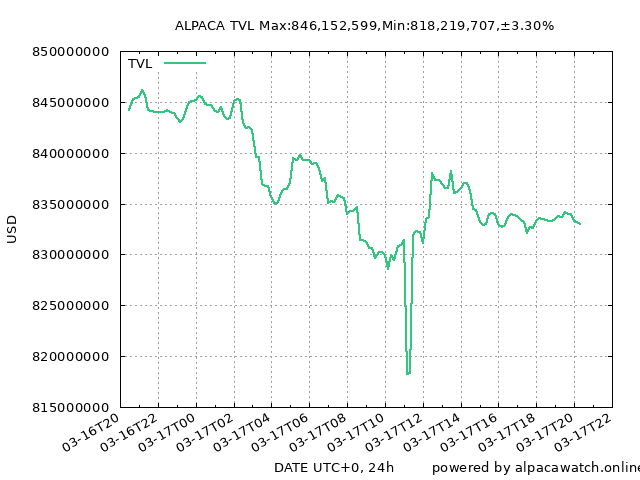 ALPACA TVL Max:846,152,599,Min:818,219,707,±3.30%
TVL
850000000
845000000
840000000
835000000
830000000
825000000
820000000
815000000
USD
03-16T20
03-16T22
03-17T00
03-17T02
03-17T04
03-17T06
03-17T08
03-17T10
03-17T12
03-17T14
03-17T16
03-17T18
03-17T20
03-17T22
DATE UTC+0, 24h
powered by alpacawatch.online